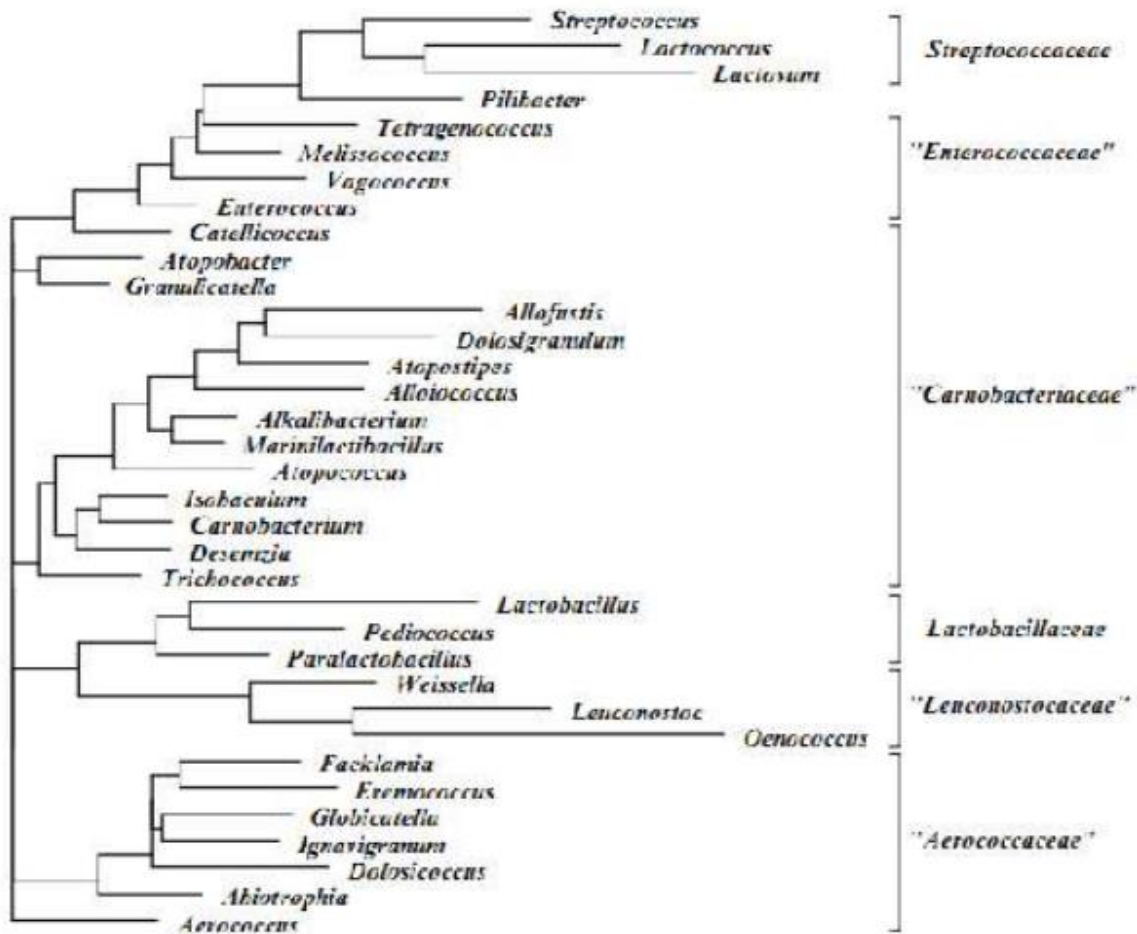 Streptococcus
Lactococcus
Lactosum
Streptococcaceae
Pilibacter
Tetragenococcus
Melissococcus
"Enterococcaceae"
Vagococcus
Enterococcus
Catellicoccus
Atopobacter
Granulicatella
Allofustis
Dolosigranulum
Atopostipes
Alloiococcus
"Carnobacteriaceae"
Alkalibacterium
Marinilactibacillus
Atopococcus
Isobaculum
Carnobacterium
Desemzia
Trichococcus
Lactobacillus
Pediococcus
Lactobacillaceae
Paralactobacillus
Weissella
Leuconostoc
"Leuconostocaceae"
Oenococcus
Facklamia
Eremococcus
Globicatella
Ignavigranum
"Aerococcaceae"
Dolosicoccus
Abiotrophia
Aerococcus